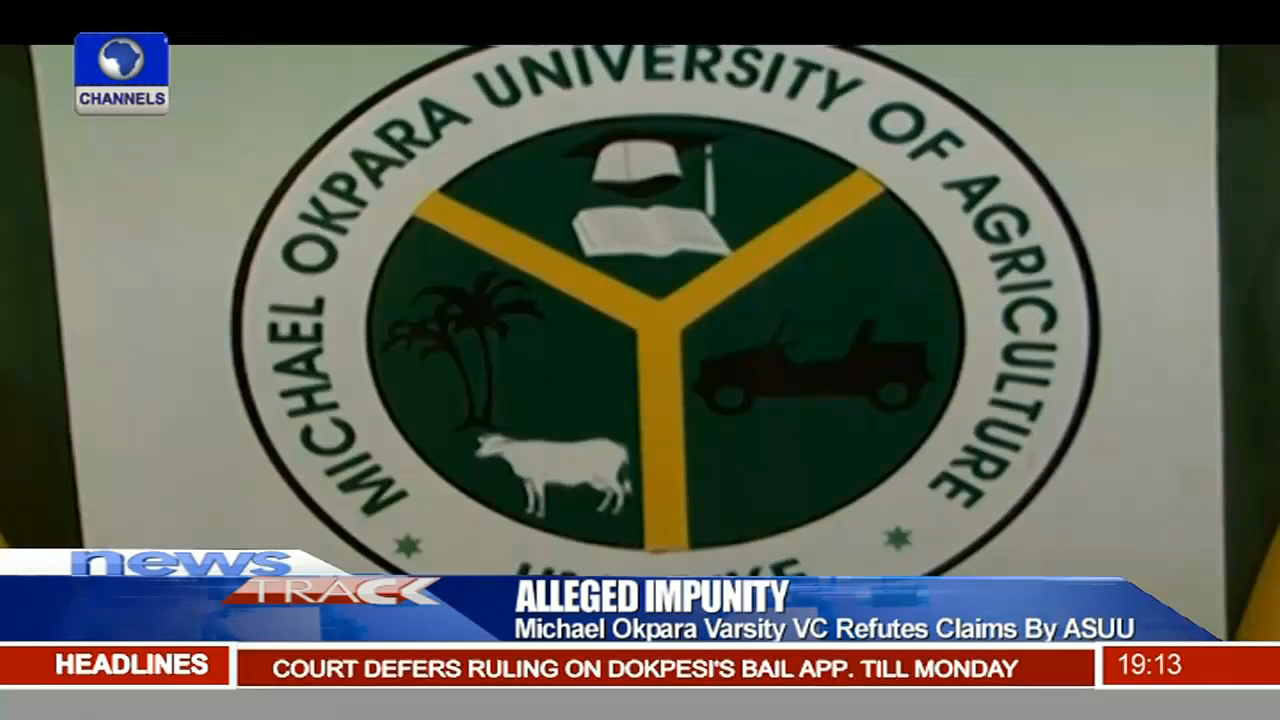 CHANNELS
MICHAEL OKPARA UNIVERSITY OF AGRICULTURE
news
TRACK
ALLEGED IMPUNITY
Michael Okpara Varsity VC Refutes Claims By ASUU
HEADLINES
COURT DEFERS RULING ON DOKPESI'S BAIL APP. TILL MONDAY
19:13